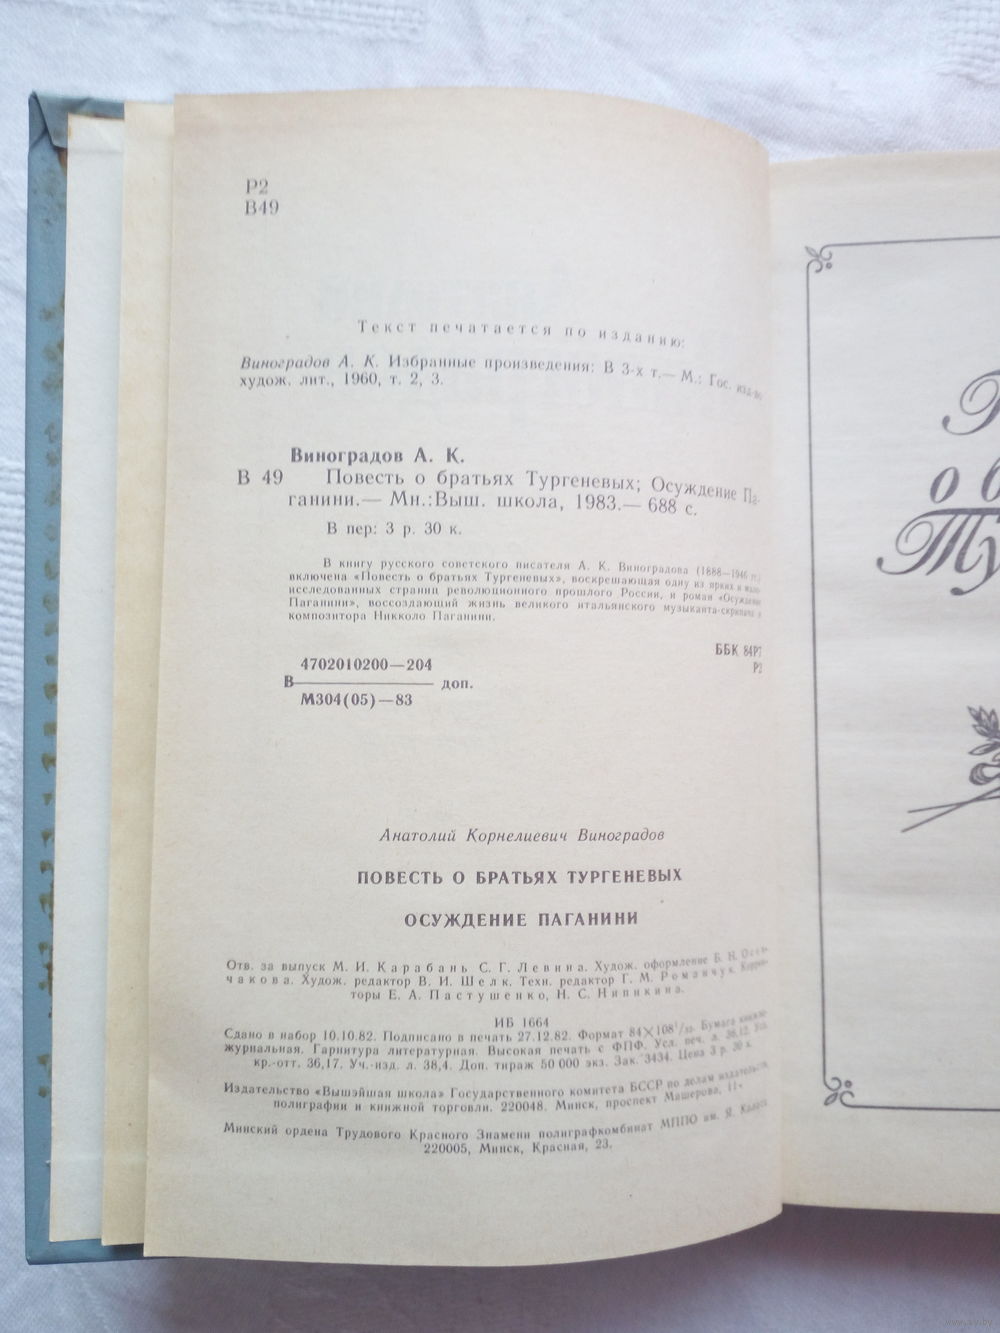 Р2
В49
Текст печатается по изданию:
Виноградов А. К. Избранные произведения: В 3-х т.— М.: Гос. изд-во
худож. лит., 1960, т. 2, 3.
Виноградов А. К.
В 49 Повесть о братьях Тургеневых; Осуждение Па-
ганини.— Мн.:Выш. школа, 1983.— 688 с.
В пер: 3 р. 30 к.
В книгу русского советского писателя А. К. Виноградова (1888—1946 гг.)
включена «Повесть о братьях Тургеневых», воскрешающая одну из ярких и мало-
исследованных страниц революционного прошлого России, и роман «Осуждение
Паганини», воссоздающий жизнь великого итальянского музыканта-скрипача и
композитора Никколо Паганини.
4702010200—204
В——— доп.
М304(05)—83
ББК 84Р7
Р2
Анатолий Корнелиевич Виноградов
ПОВЕСТЬ О БРАТЬЯХ ТУРГЕНЕВЫХ
ОСУЖДЕНИЕ ПАГАНИНИ
Отв. за выпуск М. И. Карабань С. Г. Левина. Худож. оформление Б. Н.
чакова. Худож. редактор В. И. Шелк. Техн. редактор Г. М. Романчук. Коррек-
торы Е. А. Пастушенко, Н. С. Нипикина.
ИБ 1664
Сдано в набор 10.10.82. Подписано в печать 27.12.82. Формат 84×108¹/₃₂. Бумага книжно-
журнальная. Гарнитура литературная. Высокая печать с ФПФ. Усл. печ. л. 36,12. Усл.
кр.-отт. 36,17. Уч.-изд. л. 38,4. Доп. тираж 50 000 экз. Зак. 3434. Цена 3 р. 30 к.
Издательство «Вышэйшая школа» Государственного комитета БССР по делам издательств,
полиграфии и книжной торговли. 220048. Минск, проспект Машерова, 11.
Минский ордена Трудового Красного Знамени полиграфкомбинат МППО им. Я. Коласа
220005, Минск, Красная, 23.
о б
Ту